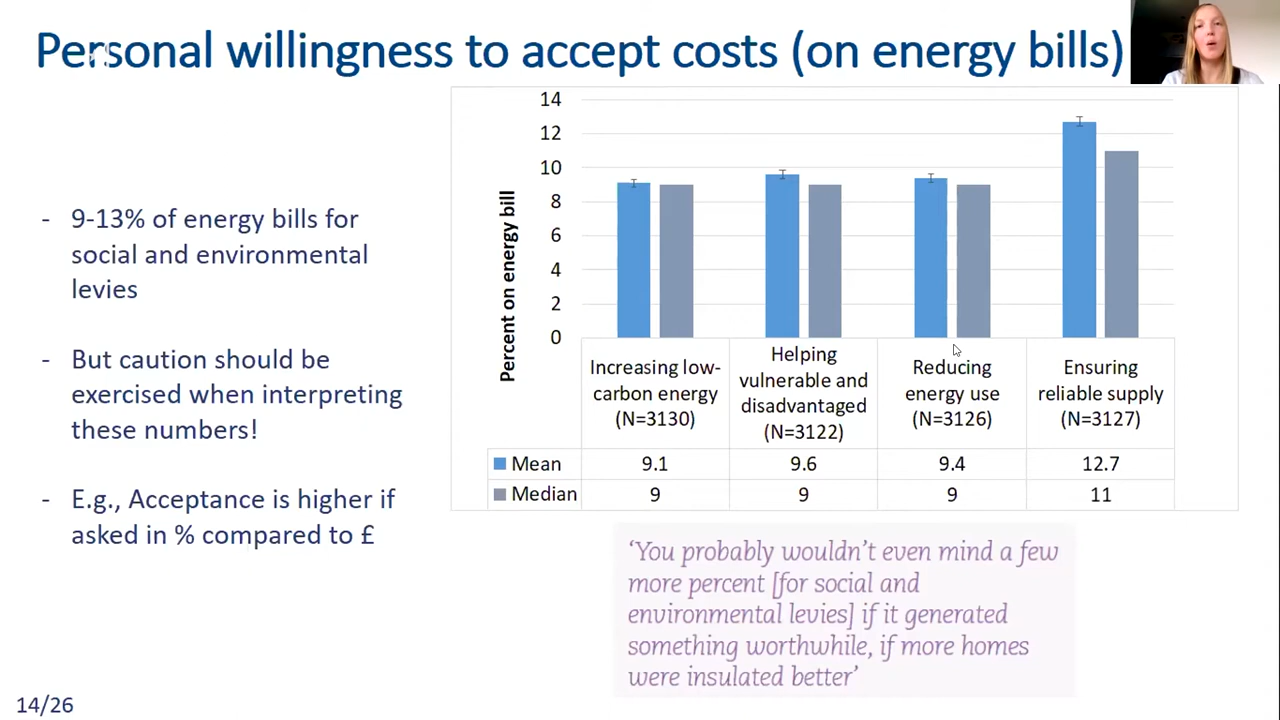 Personal willingness to accept costs (on energy bills)
- 9-13% of energy bills for
social and environmental
levies
- But caution should be
exercised when interpreting
these numbers!
- E.g., Acceptance is higher if
asked in % compared to £
Percent on energy bill
14
12
10
8
6
4
2
0
Increasing low-
carbon energy
(N=3130)
Helping
vulnerable and
disadvantaged
(N=3122)
Reducing
energy use
(N=3126)
Ensuring
reliable supply
(N=3127)
Mean 9.1 9.6 9.4 12.7
Median 9 9 9 11
‘You probably wouldn’t even mind a few
more percent [for social and
environmental levies] if it generated
something worthwhile, if more homes
were insulated better’
14/26